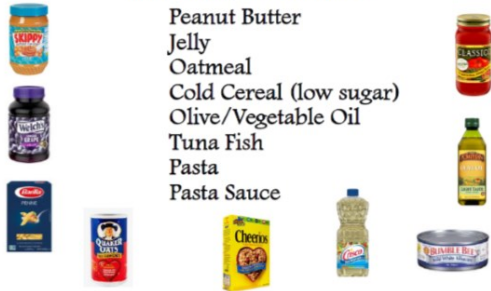 Peanut Butter
Jelly
Oatmeal
Cold Cereal (low sugar)
Olive/Vegetable Oil
Tuna Fish
Pasta
Pasta Sauce
SKIPPY
CLASSICO
Welch's
Barilla
PENNE
QUAKER
OATS
Cheerios
Crisco
BUMBLE BEE